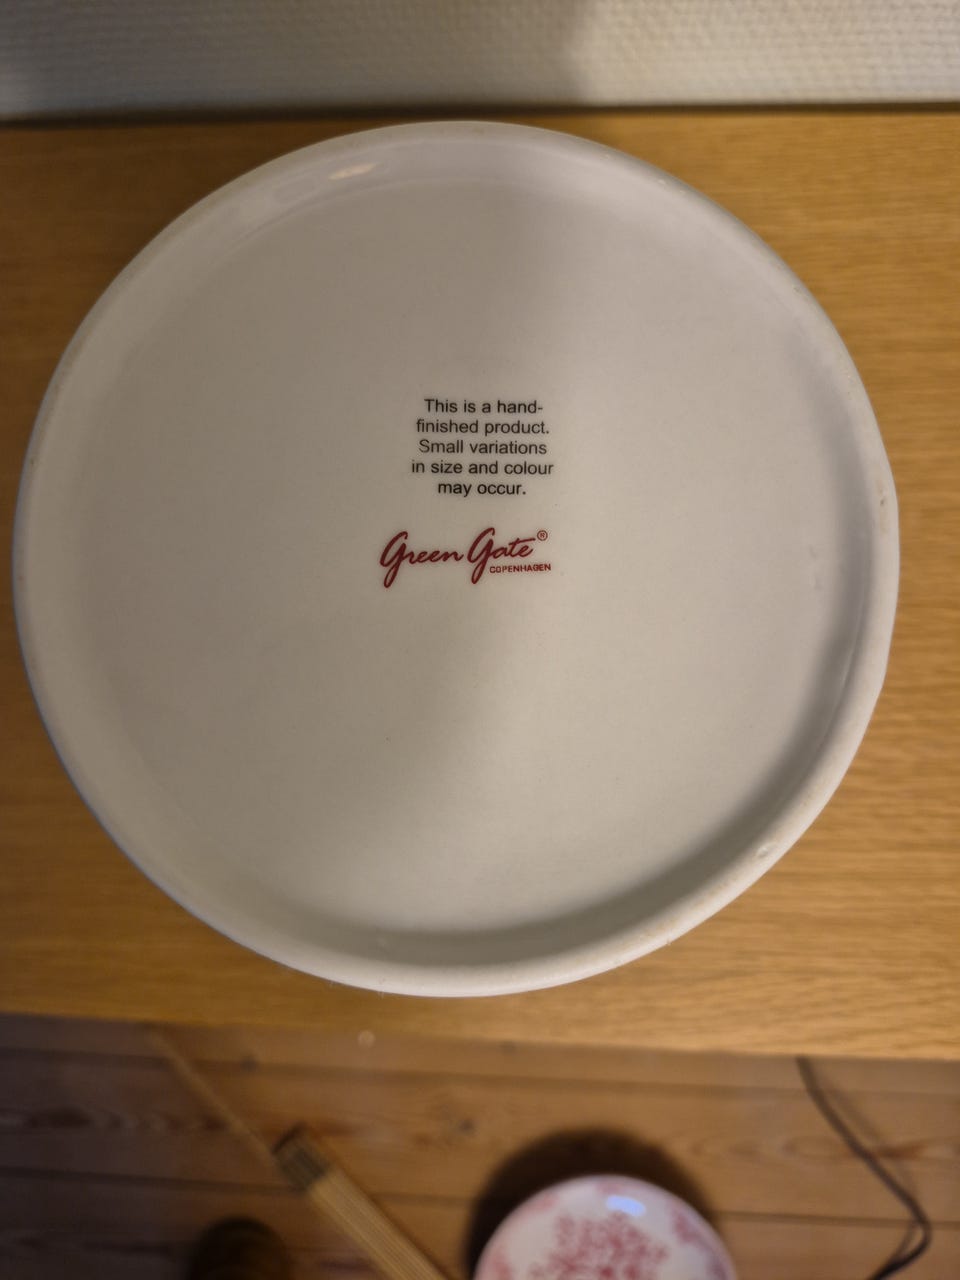 This is a hand-
finished product.
Small variations
in size and colour
may occur.
Green Gate®
COPENHAGEN